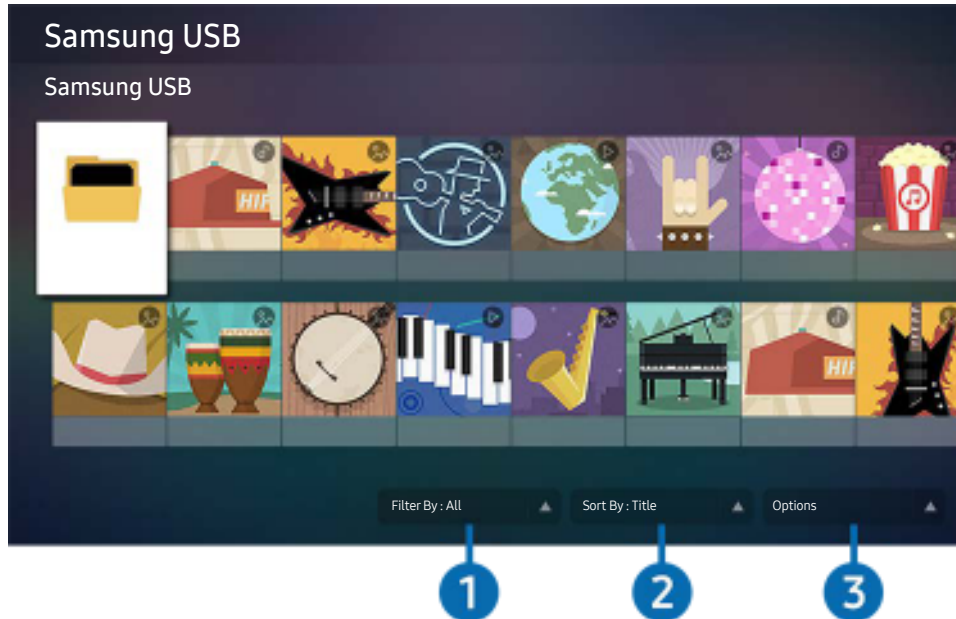 Samsung USB
Samsung USB
HIF
HIF
Filter By : All
Sort By : Title
Options
1
2
3